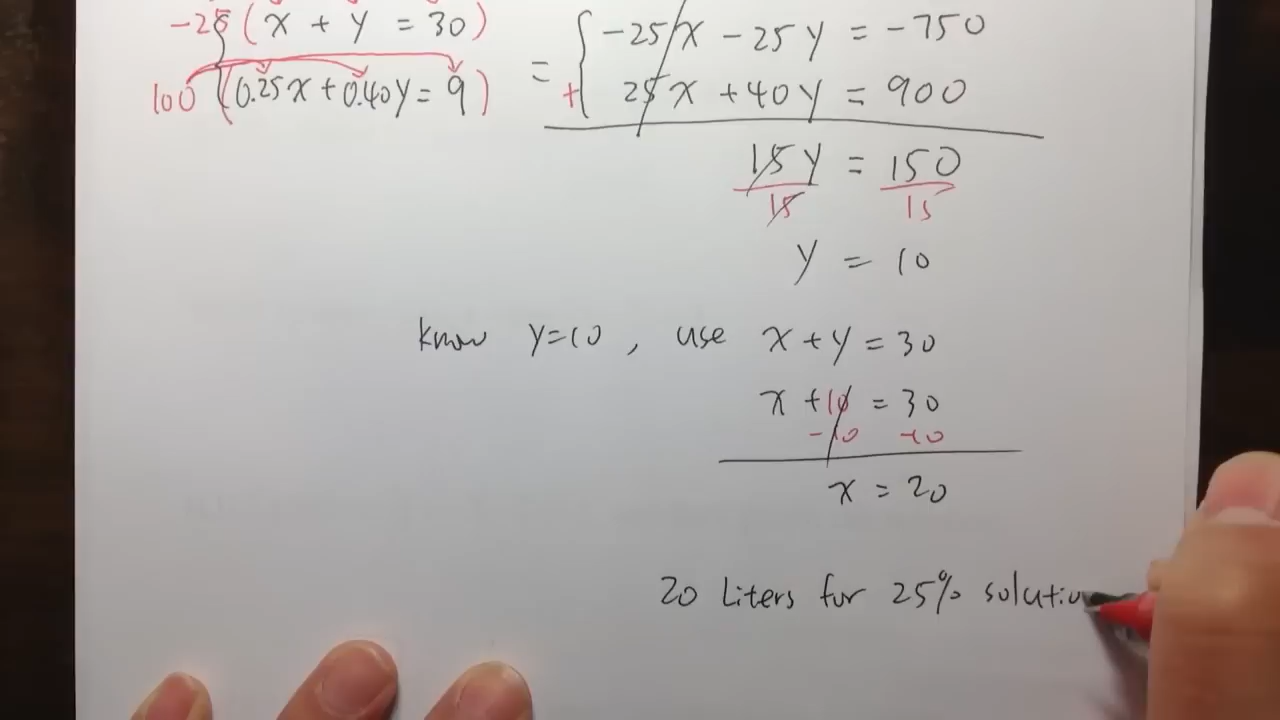 -25 ( x + y = 30 )
100 ( 0.25x + 0.40y = 9 )
= -25x - 25y = -750
+ 25x + 40y = 900
15y = 150
15 15
y = 10
know y=10 , use x + y = 30
x + 10 = 30
-10 -10
x = 20
20 Liters for 25% solution